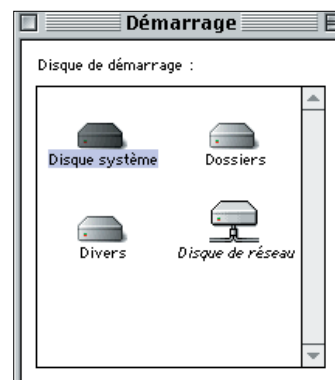 Démarrage
Disque de démarrage :
Disque système
Dossiers
Divers
Disque de réseau